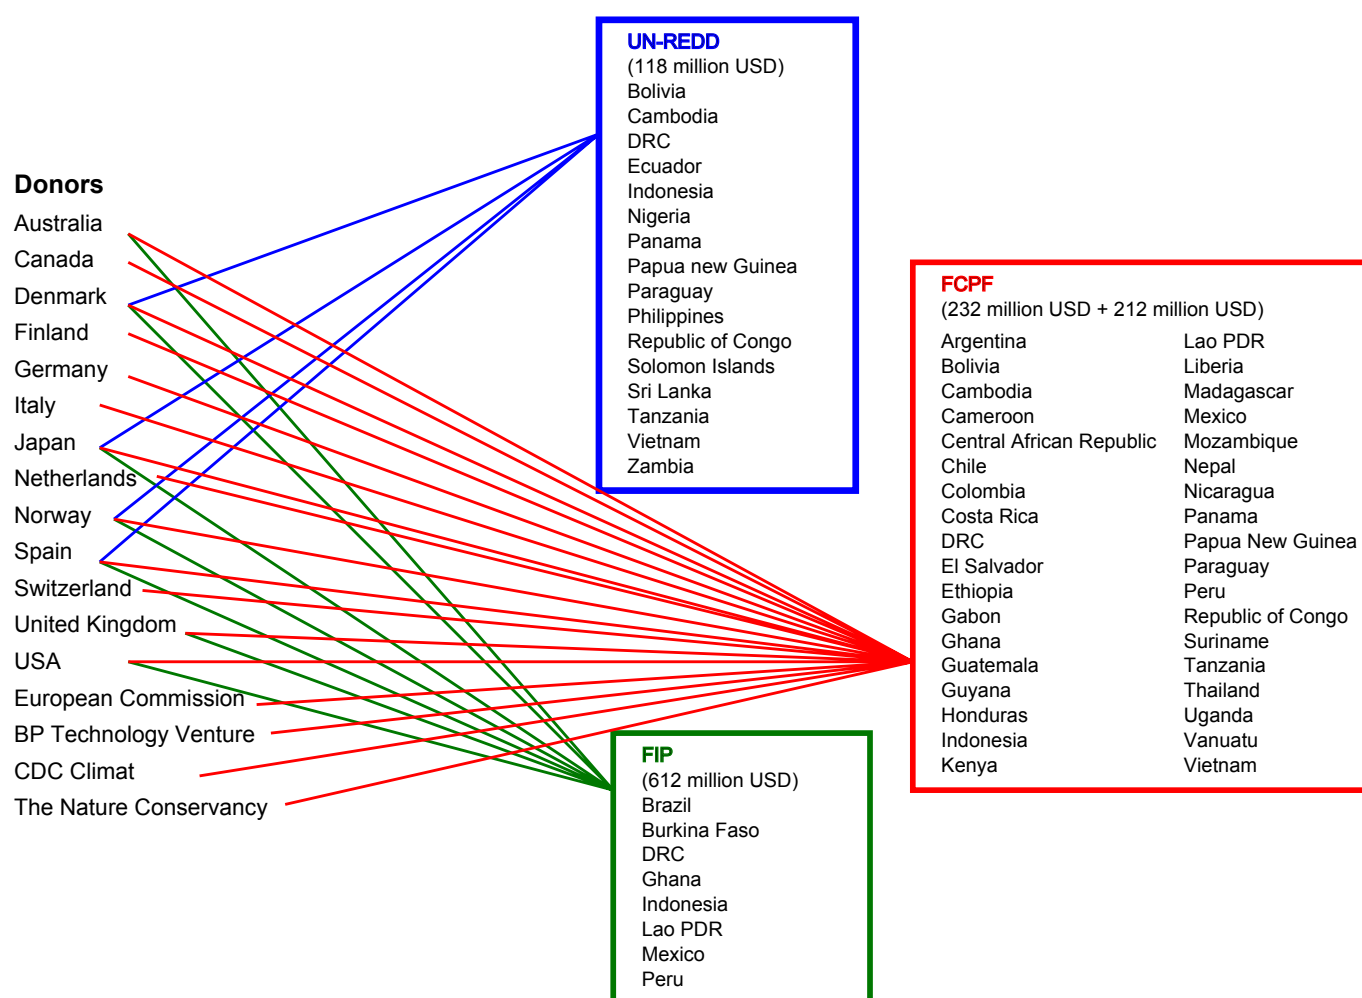 Donors
Australia
Canada
Denmark
Finland
Germany
Italy
Japan
Netherlands
Norway
Spain
Switzerland
United Kingdom
USA
European Commission
BP Technology Venture
CDC Climat
The Nature Conservancy
UN-REDD
(118 million USD)
Bolivia
Cambodia
DRC
Ecuador
Indonesia
Nigeria
Panama
Papua new Guinea
Paraguay
Philippines
Republic of Congo
Solomon Islands
Sri Lanka
Tanzania
Vietnam
Zambia
FIP
(612 million USD)
Brazil
Burkina Faso
DRC
Ghana
Indonesia
Lao PDR
Mexico
Peru
FCPF
(232 million USD + 212 million USD)
Argentina
Bolivia
Cambodia
Cameroon
Central African Republic
Chile
Colombia
Costa Rica
DRC
El Salvador
Ethiopia
Gabon
Ghana
Guatemala
Guyana
Honduras
Indonesia
Kenya
Lao PDR
Liberia
Madagascar
Mexico
Mozambique
Nepal
Nicaragua
Panama
Papua New Guinea
Paraguay
Peru
Republic of Congo
Suriname
Tanzania
Thailand
Uganda
Vanuatu
Vietnam